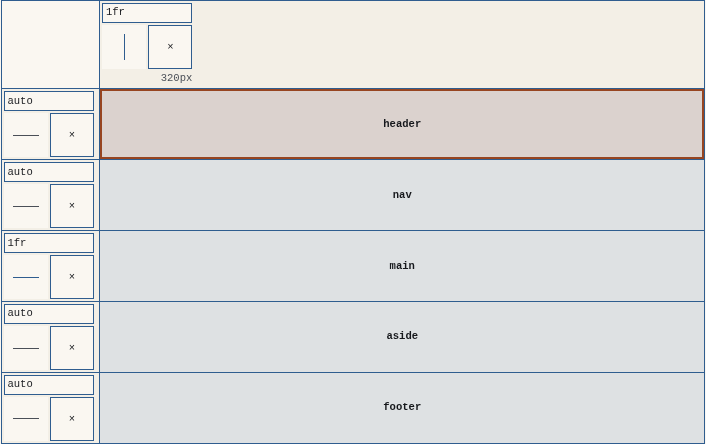 1fr
×
320px
auto
×
header
auto
×
nav
1fr
×
main
auto
×
aside
auto
×
footer